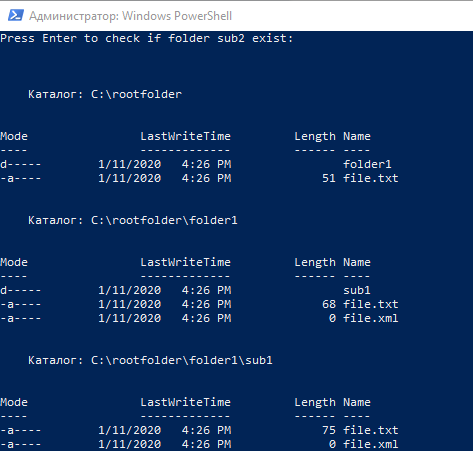 Администратор: Windows PowerShell
Press Enter to check if folder sub2 exist:
Каталог: C:\rootfolder
Mode LastWriteTime Length Name
---- ------------- ------ ----
d----- 1/11/2020 4:26 PM folder1
-a---- 1/11/2020 4:26 PM 51 file.txt
Каталог: C:\rootfolder\folder1
Mode LastWriteTime Length Name
---- ------------- ------ ----
d----- 1/11/2020 4:26 PM sub1
-a---- 1/11/2020 4:26 PM 68 file.txt
-a---- 1/11/2020 4:26 PM 0 file.xml
Каталог: C:\rootfolder\folder1\sub1
Mode LastWriteTime Length Name
---- ------------- ------ ----
-a---- 1/11/2020 4:26 PM 75 file.txt
-a---- 1/11/2020 4:26 PM 0 file.xml